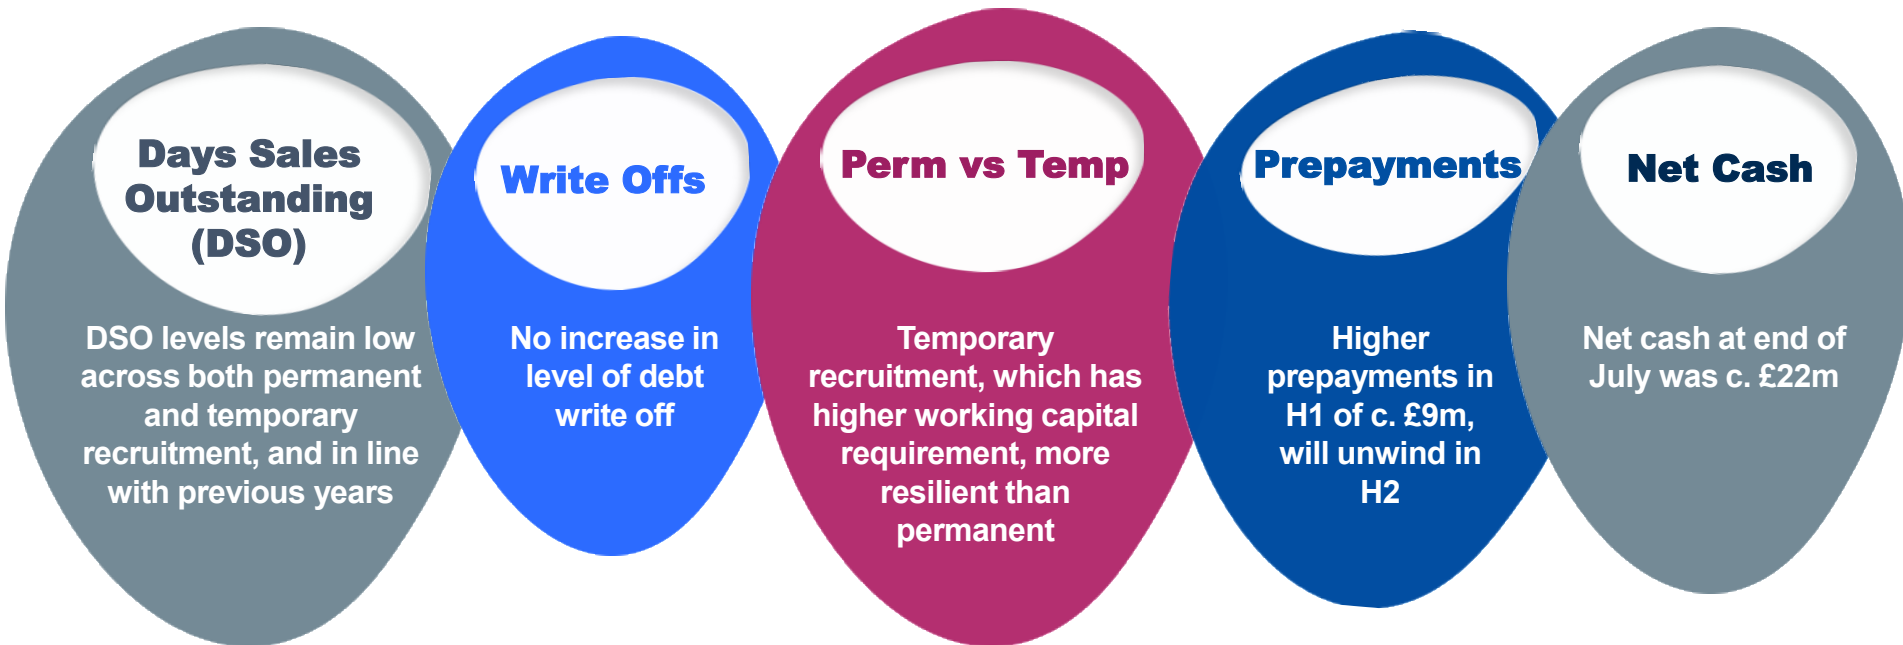 Days Sales
Outstanding
(DSO)
DSO levels remain low
across both permanent
and temporary
recruitment, and in line
with previous years
Write Offs
No increase in
level of debt
write off
Perm vs Temp
Temporary
recruitment, which has
higher working capital
requirement, more
resilient than
permanent
Prepayments
Higher
prepayments in
H1 of c. £9m,
will unwind in
H2
Net Cash
Net cash at end of
July was c. £22m